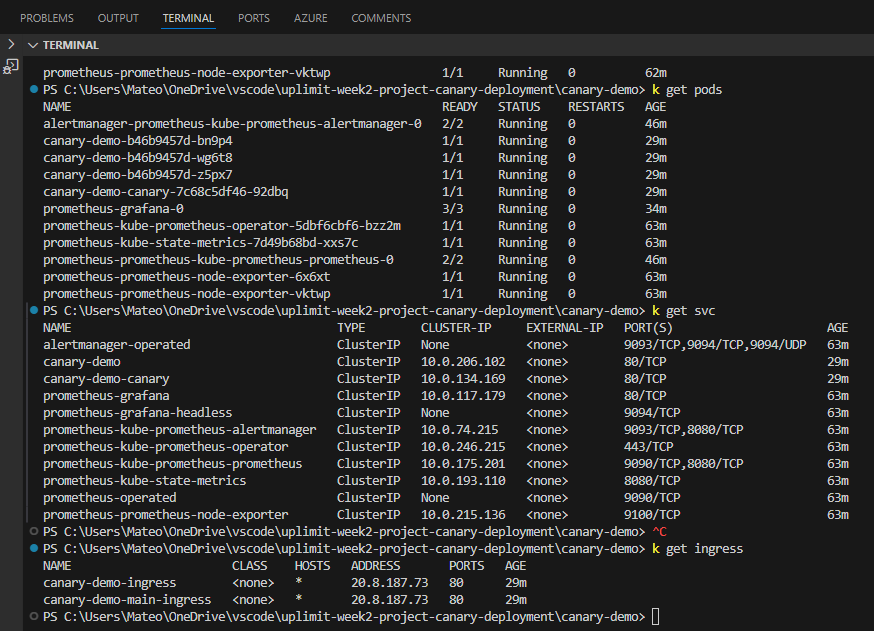 PROBLEMS OUTPUT TERMINAL PORTS AZURE COMMENTS
TERMINAL
prometheus-prometheus-node-exporter-vktwp 1/1 Running 0 62m
PS C:\Users\Mateo\OneDrive\vscode\uplimit-week2-project-canary-deployment\canary-demo> k get pods
NAME READY STATUS RESTARTS AGE
alertmanager-prometheus-kube-prometheus-alertmanager-0 2/2 Running 0 46m
canary-demo-b46b9457d-bn9p4 1/1 Running 0 29m
canary-demo-b46b9457d-wg6t8 1/1 Running 0 29m
canary-demo-b46b9457d-z5px7 1/1 Running 0 29m
canary-demo-canary-7c68c5df46-92dbq 1/1 Running 0 29m
prometheus-grafana-0 3/3 Running 0 34m
prometheus-kube-prometheus-operator-5dbf6cbf6-bzz2m 1/1 Running 0 63m
prometheus-kube-state-metrics-7d49b68bd-xxs7c 1/1 Running 0 63m
prometheus-prometheus-kube-prometheus-prometheus-0 2/2 Running 0 46m
prometheus-prometheus-node-exporter-6x6xt 1/1 Running 0 63m
prometheus-prometheus-node-exporter-vktwp 1/1 Running 0 63m
PS C:\Users\Mateo\OneDrive\vscode\uplimit-week2-project-canary-deployment\canary-demo> k get svc
NAME TYPE CLUSTER-IP EXTERNAL-IP PORT(S) AGE
alertmanager-operated ClusterIP None <none> 9093/TCP,9094/TCP,9094/UDP 63m
canary-demo ClusterIP 10.0.206.102 <none> 80/TCP 29m
canary-demo-canary ClusterIP 10.0.134.169 <none> 80/TCP 29m
prometheus-grafana ClusterIP 10.0.117.179 <none> 80/TCP 63m
prometheus-grafana-headless ClusterIP None <none> 9094/TCP 63m
prometheus-kube-prometheus-alertmanager ClusterIP 10.0.74.215 <none> 9093/TCP,8080/TCP 63m
prometheus-kube-prometheus-operator ClusterIP 10.0.246.215 <none> 443/TCP 63m
prometheus-kube-prometheus-prometheus ClusterIP 10.0.175.201 <none> 9090/TCP,8080/TCP 63m
prometheus-kube-state-metrics ClusterIP 10.0.193.110 <none> 8080/TCP 63m
prometheus-operated ClusterIP None <none> 9090/TCP 63m
prometheus-prometheus-node-exporter ClusterIP 10.0.215.136 <none> 9100/TCP 63m
PS C:\Users\Mateo\OneDrive\vscode\uplimit-week2-project-canary-deployment\canary-demo> ^C
PS C:\Users\Mateo\OneDrive\vscode\uplimit-week2-project-canary-deployment\canary-demo> k get ingress
NAME CLASS HOSTS ADDRESS PORTS AGE
canary-demo-ingress <none> * 20.8.187.73 80 29m
canary-demo-main-ingress <none> * 20.8.187.73 80 29m
PS C:\Users\Mateo\OneDrive\vscode\uplimit-week2-project-canary-deployment\canary-demo>